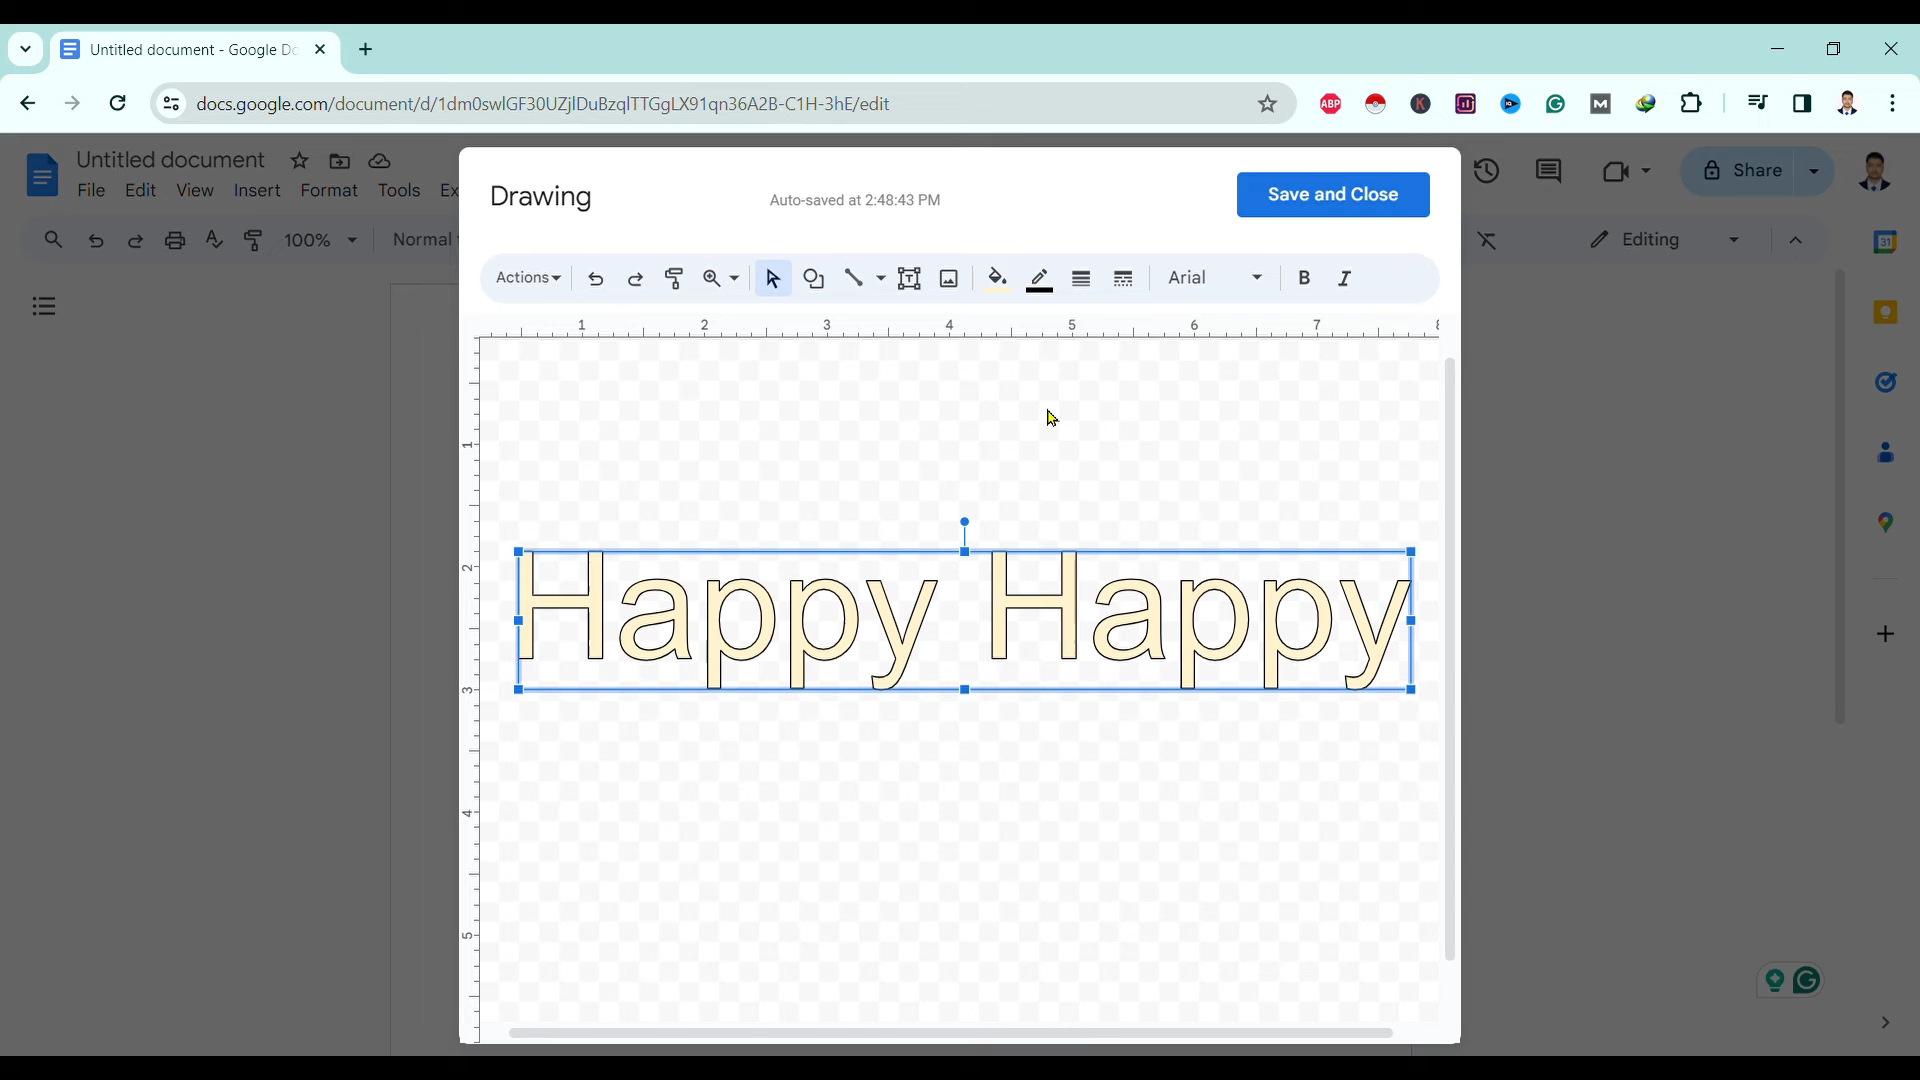 Untitled document - Google Do
docs.google.com/document/d/1dm0swlGF30UZjlDuBzqlTTGgLX91qn36A2B-C1H-3hE/edit
ABP
K
M
Untitled document
File Edit View Insert Format Tools Ex
Share
100% Normal
Editing
31
Drawing
Auto-saved at 2:48:43 PM
Save and Close
Actions
Arial
B I
1 2 3 4 5 6 7 8
1
2
3
4
5
Happy Happy